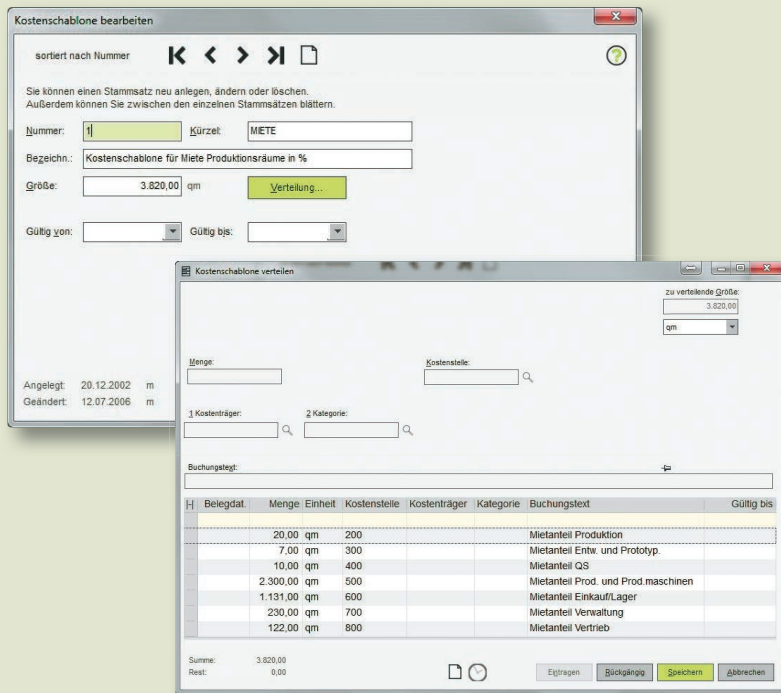 Kostenschablone bearbeiten
sortiert nach Nummer
Sie können einen Stammsatz neu anlegen, ändern oder löschen.
Außerdem können Sie zwischen den einzelnen Stammsätzen blättern.
Nummer: 1 Kürzel: MIETE
Bezeichn.: Kostenschablone für Miete Produktionsräume in %
Größe: 3.820,00 qm Verteilung...
Gültig von: Gültig bis:
Angelegt: 20.12.2002 m
Geändert: 12.07.2006 m
Kostenschablone verteilen
zu verteilende Größe:
3.820,00
qm
Menge: Kostenstelle:
1 Kostenträger: 2 Kategorie:
Buchungstext:
Belegdat. Menge Einheit Kostenstelle Kostenträger Kategorie Buchungstext Gültig bis
20,00 qm 200 Mietanteil Produktion
7,00 qm 300 Mietanteil Entw. und Prototyp.
10,00 qm 400 Mietanteil QS
2.300,00 qm 500 Mietanteil Prod. und Prod.maschinen
1.131,00 qm 600 Mietanteil Einkauf/Lager
230,00 qm 700 Mietanteil Verwaltung
122,00 qm 800 Mietanteil Vertrieb
Summe: 3.820,00
Rest: 0,00
Eintragen Rückgängig Speichern Abbrechen